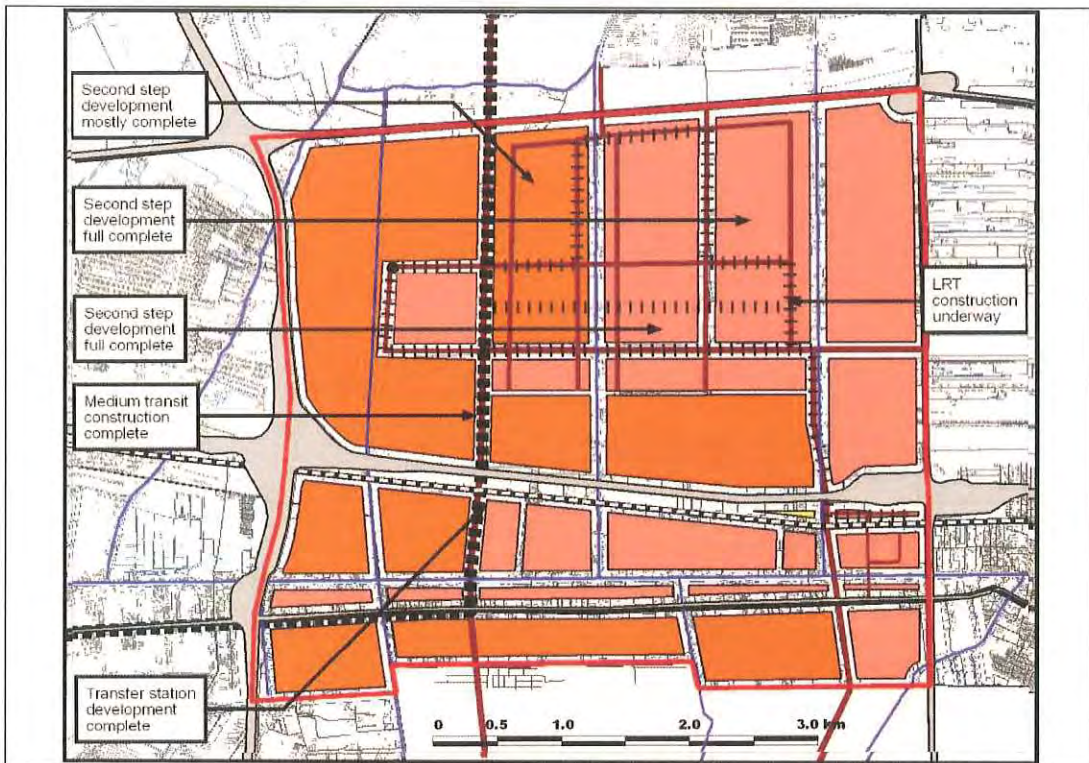 Second step
development
mostly complete
Second step
development
full complete
LRT
construction
underway
Second step
development
full complete
Medium transit
construction
complete
Transfer station
development
complete
0 0.5 1.0 2.0 3.0 km